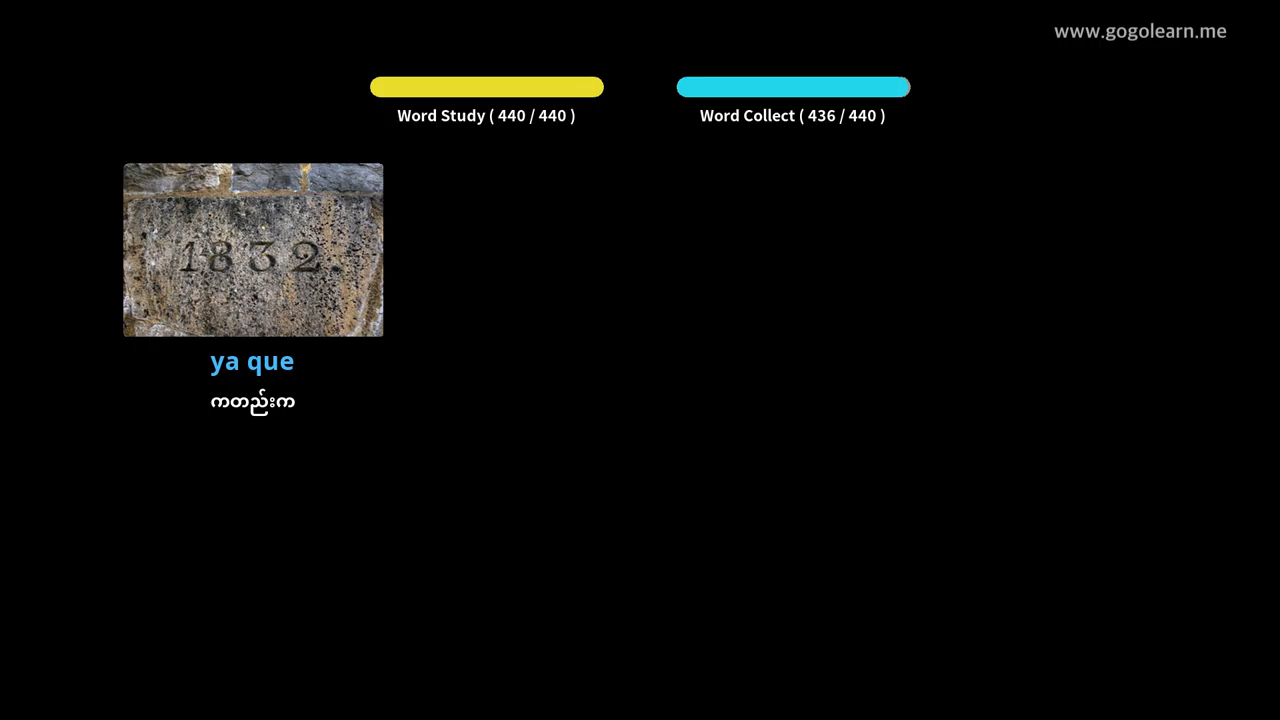 www.gogolearn.me
Word Study ( 440 / 440 )
Word Collect ( 436 / 440 )
1832.
ya que
ကတည်းက